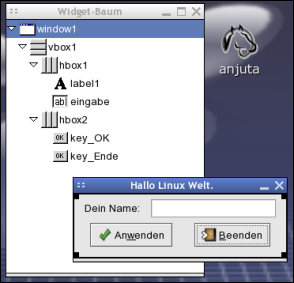 Widget-Baum
window1
vbox1
hbox1
A label1
ab| eingabe
hbox2
OK key_OK
OK key_Ende
anjuta
Hallo Linux Welt.
Dein Name:
Anwenden
Beenden